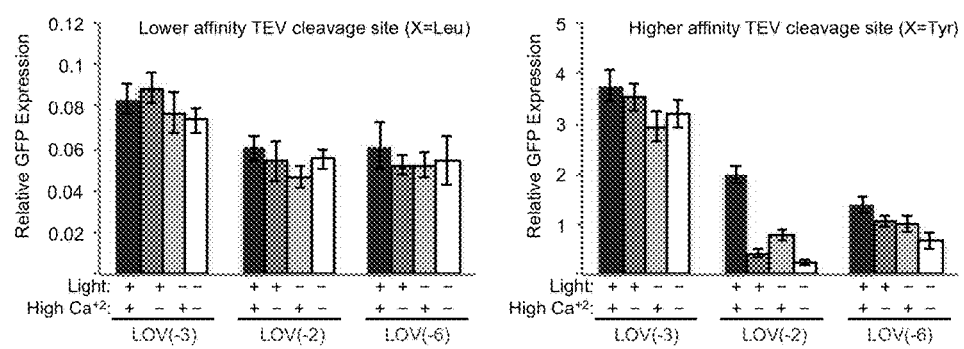 Lower affinity TEV cleavage site (X=Leu)
Relative GFP Expression
0.12
0.1
0.08
0.06
0.04
0.02
Light: + + − − + + − − + + − −
High Ca+2: + − + − + − + − + − + −
LOV(-3) LOV(-2) LOV(-6)
Higher affinity TEV cleavage site (X=Tyr)
Relative GFP Expression
5
4
3
2
1
Light: + + − − + + − − + + − −
High Ca+2: + − + − + − + − + − + −
LOV(-3) LOV(-2) LOV(-6)